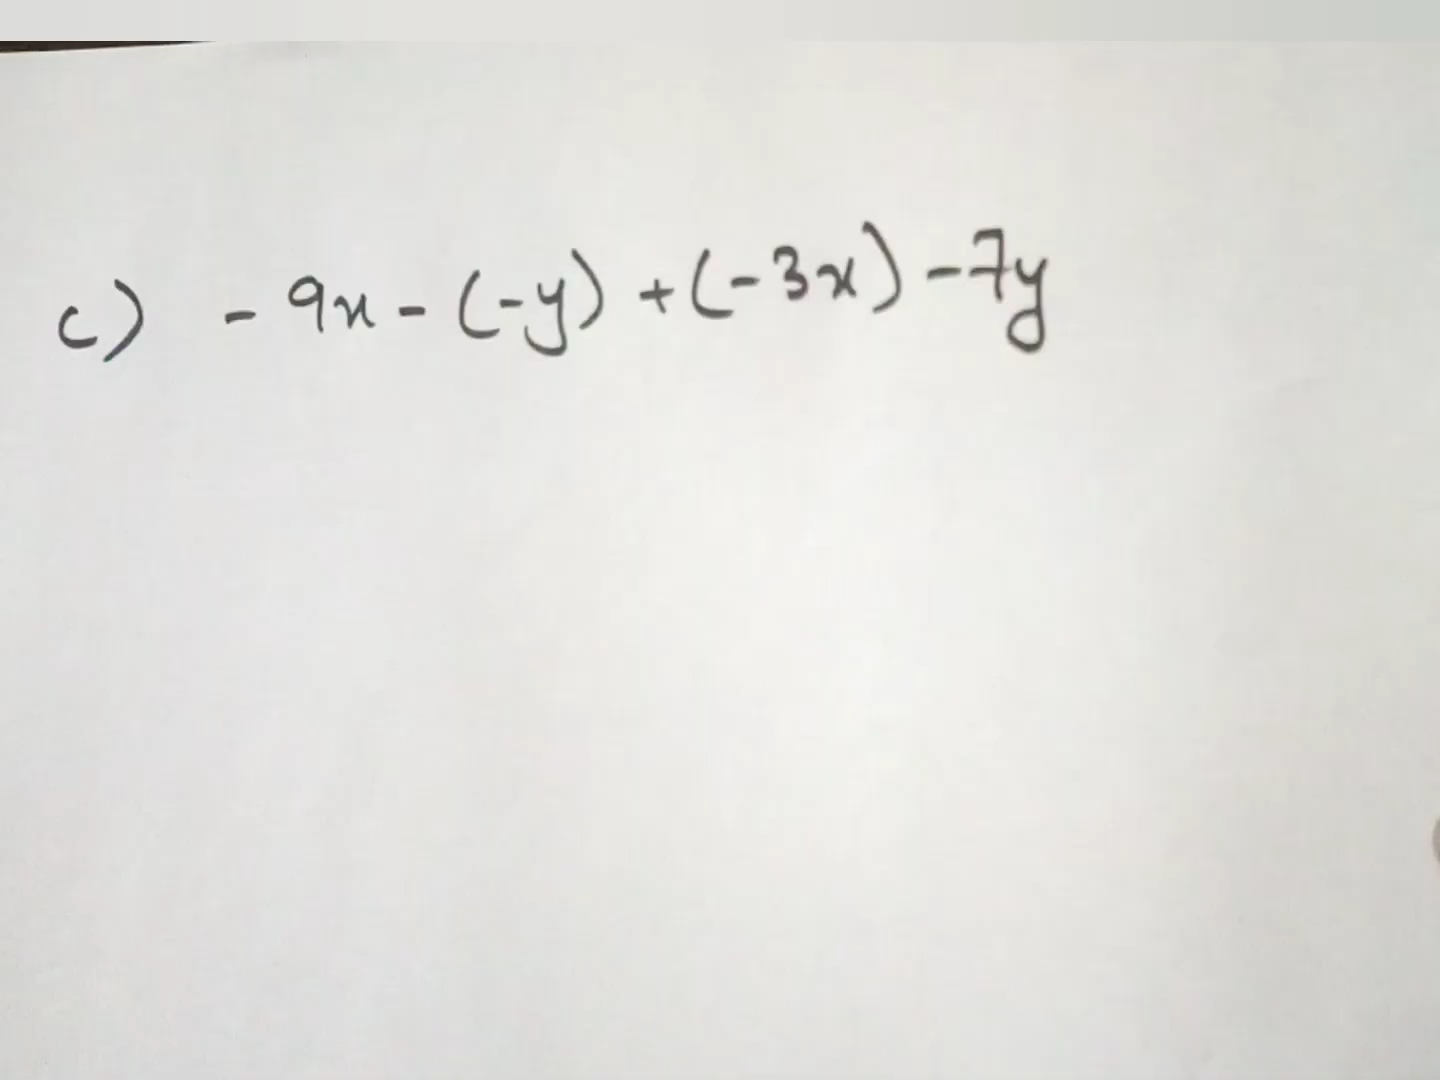 c) - 9x - (-y) + (-3x) - 7y